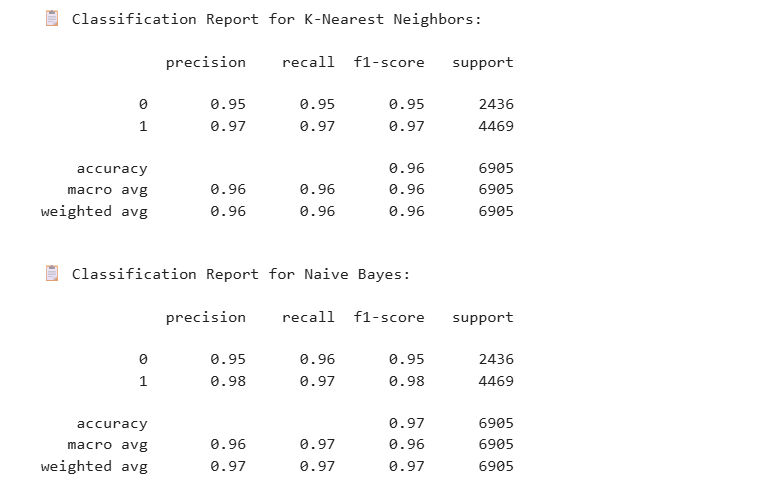 📋 Classification Report for K-Nearest Neighbors:
precision recall f1-score support
0 0.95 0.95 0.95 2436
1 0.97 0.97 0.97 4469
accuracy 0.96 6905
macro avg 0.96 0.96 0.96 6905
weighted avg 0.96 0.96 0.96 6905
📋 Classification Report for Naive Bayes:
precision recall f1-score support
0 0.95 0.96 0.95 2436
1 0.98 0.97 0.98 4469
accuracy 0.97 6905
macro avg 0.96 0.97 0.96 6905
weighted avg 0.97 0.97 0.97 6905